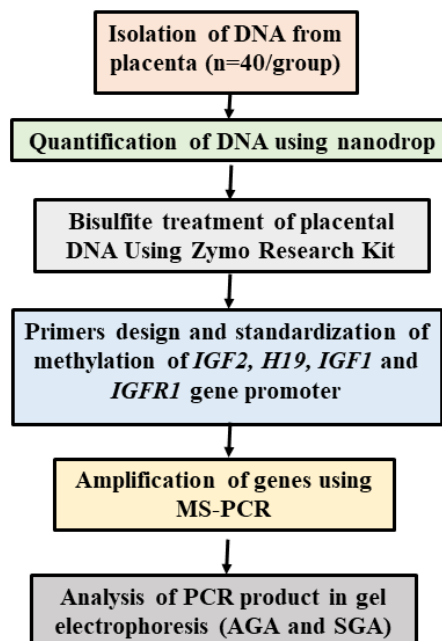 Isolation of DNA from
placenta (n=40/group)
Quantification of DNA using nanodrop
Bisulfite treatment of placental
DNA Using Zymo Research Kit
Primers design and standardization of
methylation of IGF2, H19, IGF1 and
IGFR1 gene promoter
Amplification of genes using
MS-PCR
Analysis of PCR product in gel
electrophoresis (AGA and SGA)